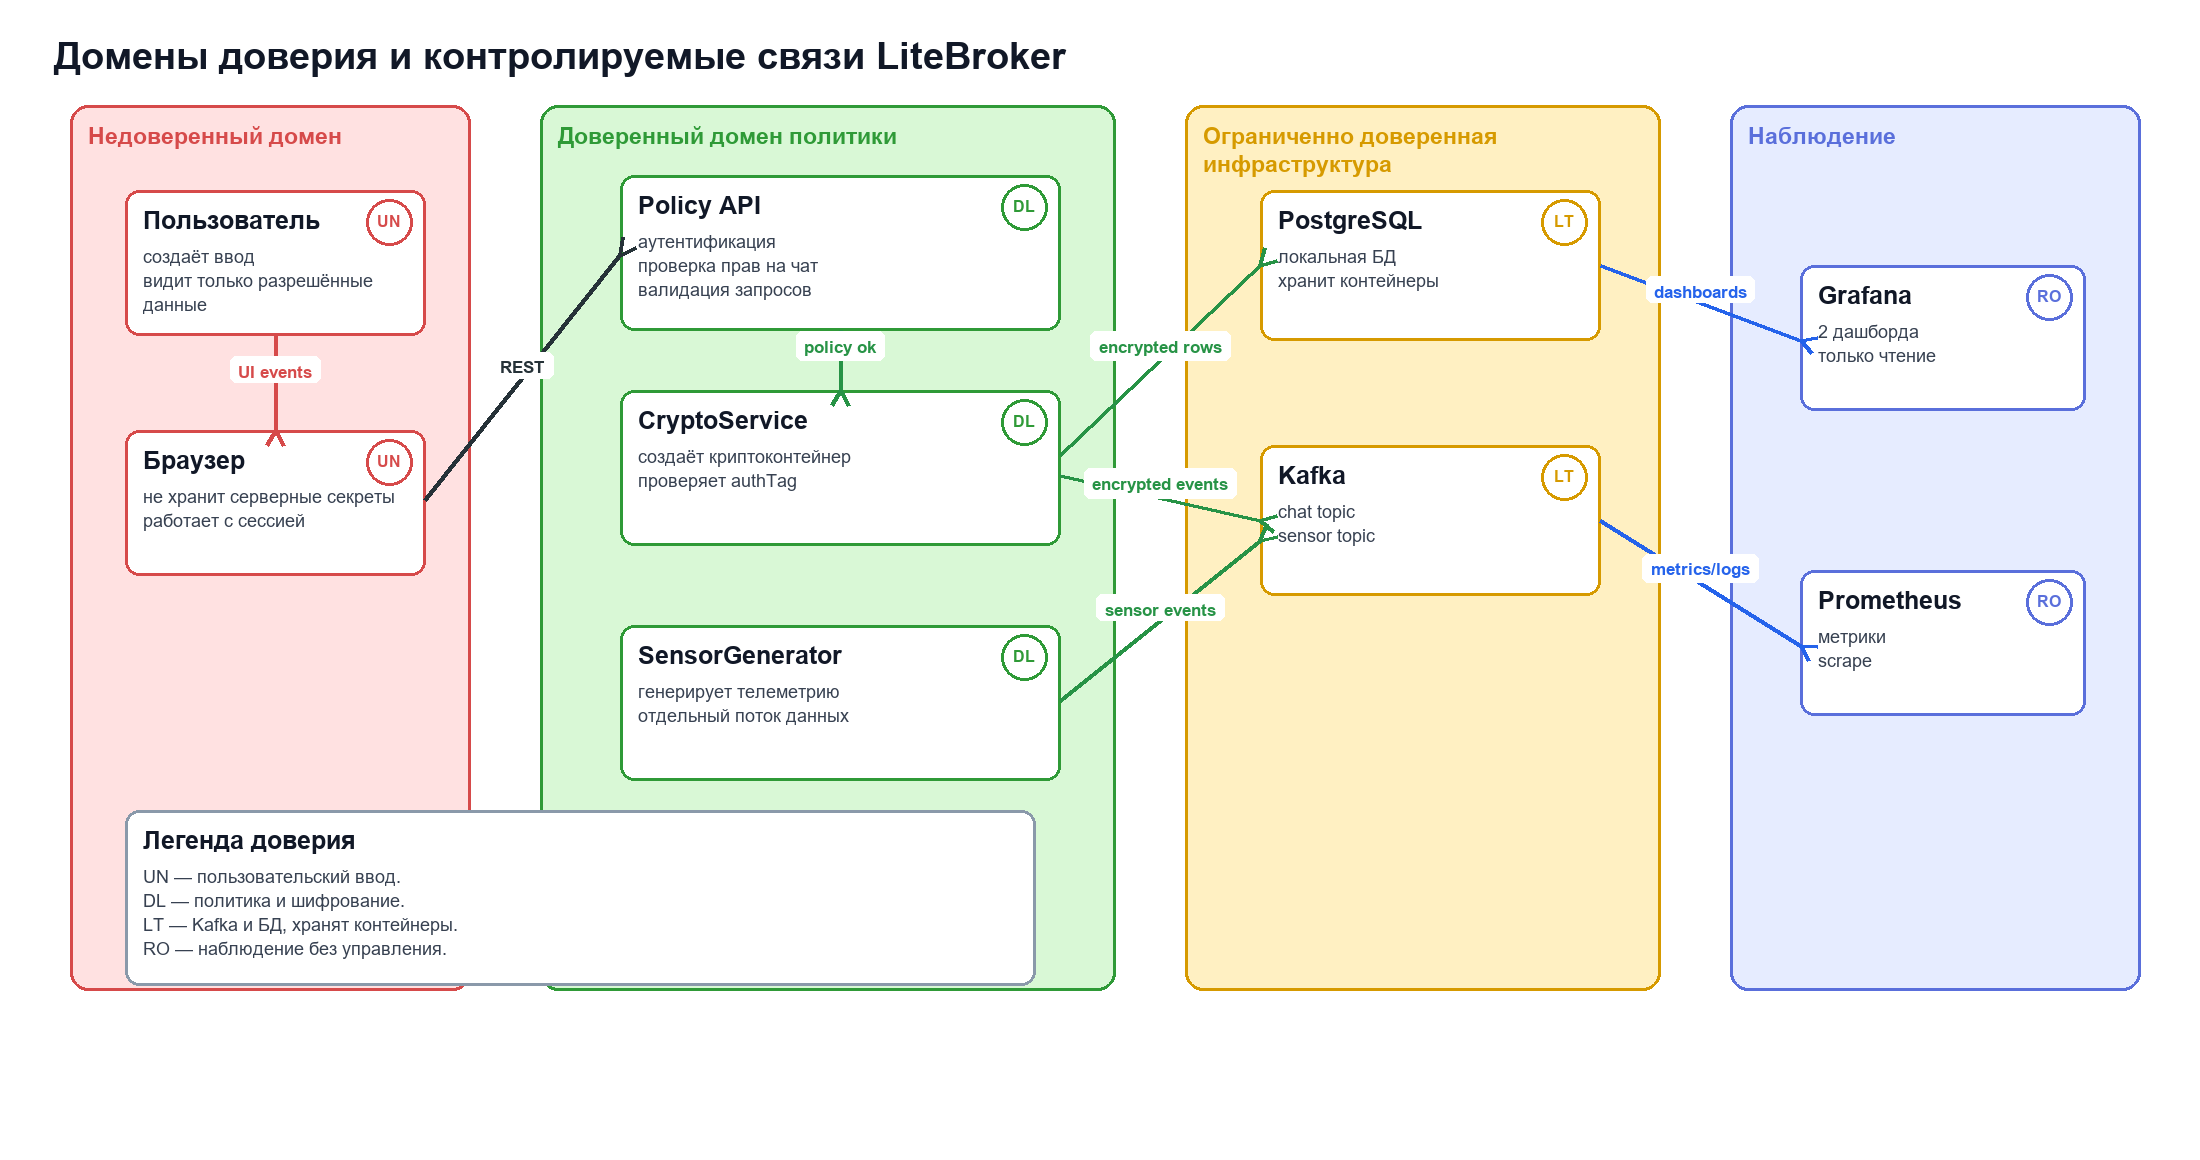 Домены доверия и контролируемые связи LiteBroker
Недоверенный домен
Пользователь
UN
создаёт ввод
видит только разрешённые
данные
UI events
Браузер
UN
не хранит серверные секреты
работает с сессией
REST
Доверенный домен политики
Policy API
DL
аутентификация
проверка прав на чат
валидация запросов
policy ok
CryptoService
DL
создаёт криптоконтейнер
проверяет authTag
SensorGenerator
DL
генерирует телеметрию
отдельный поток данных
encrypted rows
encrypted events
sensor events
Ограниченно доверенная
инфраструктура
PostgreSQL
LT
локальная БД
хранит контейнеры
Kafka
LT
chat topic
sensor topic
dashboards
metrics/logs
Наблюдение
Grafana
RO
2 дашборда
только чтение
Prometheus
RO
метрики
scrape
Легенда доверия
UN — пользовательский ввод.
DL — политика и шифрование.
LT — Kafka и БД, хранят контейнеры.
RO — наблюдение без управления.